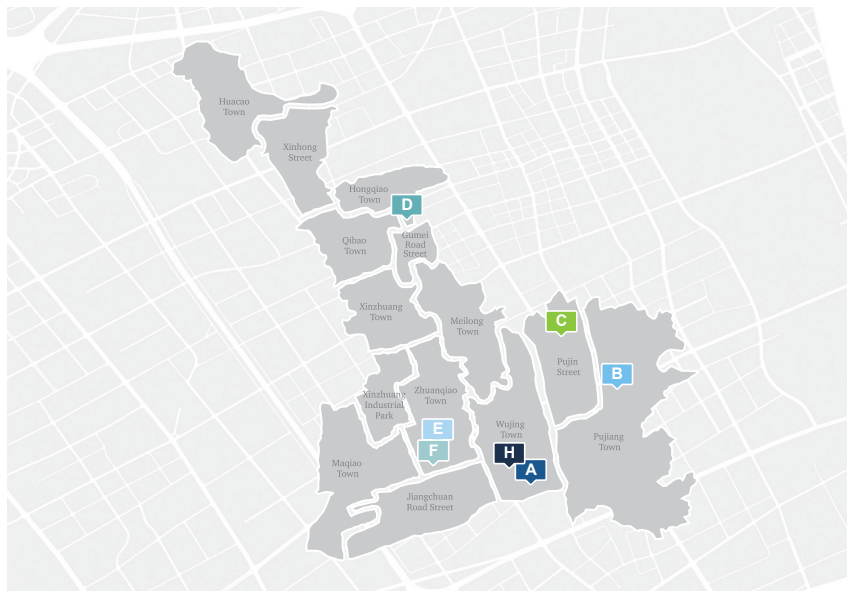 Huacao
Town
Xinhong
Street
Hongqiao
Town
D
Qibao
Town
Gumei
Road
Street
Xinzhuang
Town
Meilong
Town
C
Pujin
Street
B
Xinzhuang
Industrial
Park
Zhuanqiao
Town
E
F
Wujing
Town
H
A
Pujiang
Town
Maqiao
Town
Jiangchuan
Road Street